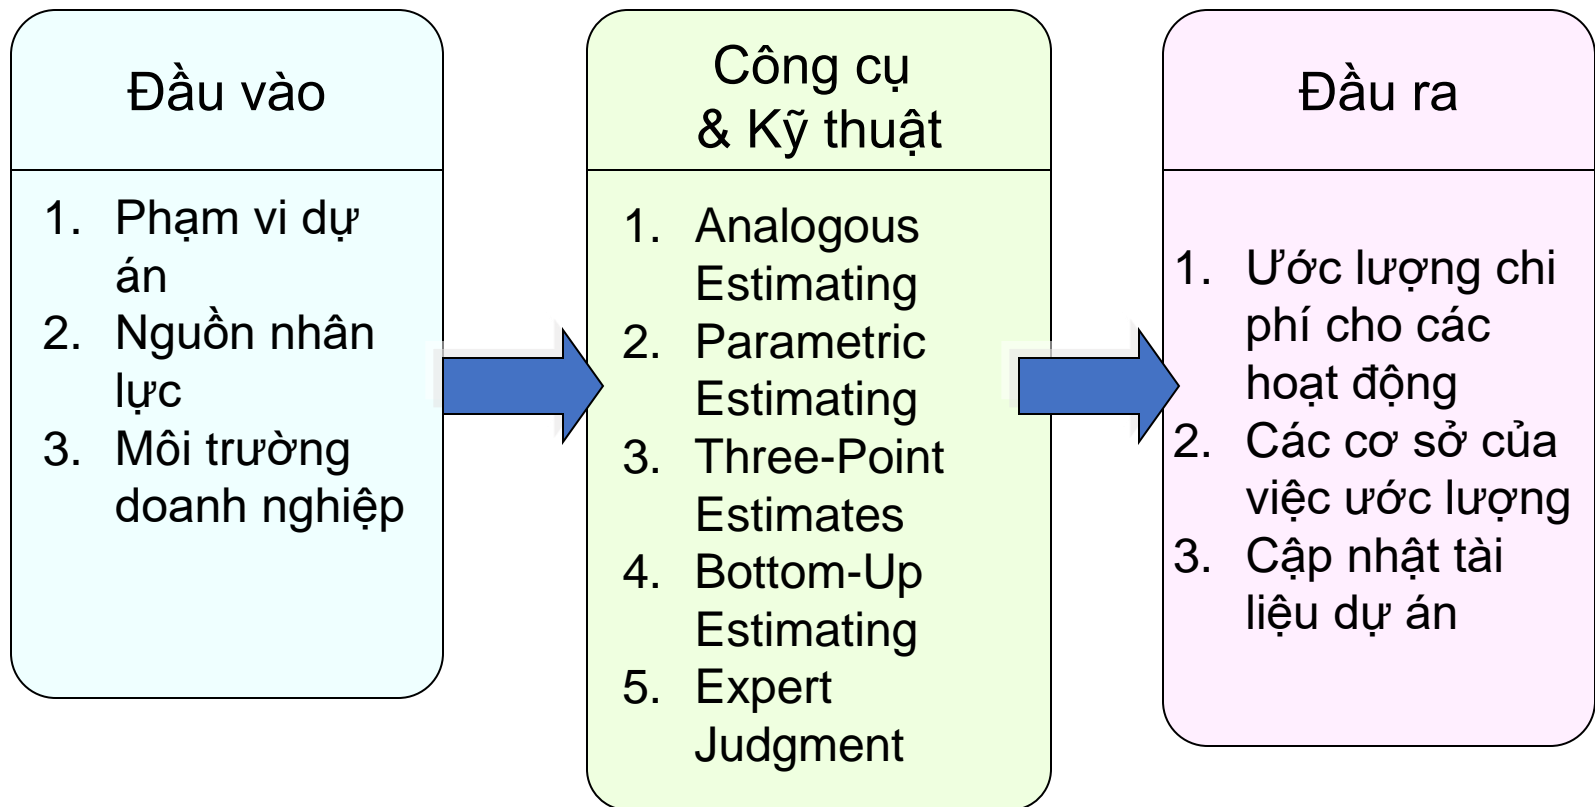 Đầu vào
1. Phạm vi dự
án
2. Nguồn nhân
lực
3. Môi trường
doanh nghiệp
Công cụ
& Kỹ thuật
1. Analogous
Estimating
2. Parametric
Estimating
3. Three-Point
Estimates
4. Bottom-Up
Estimating
5. Expert
Judgment
Đầu ra
1. Ước lượng chi
phí cho các
hoạt động
2. Các cơ sở của
việc ước lượng
3. Cập nhật tài
liệu dự án